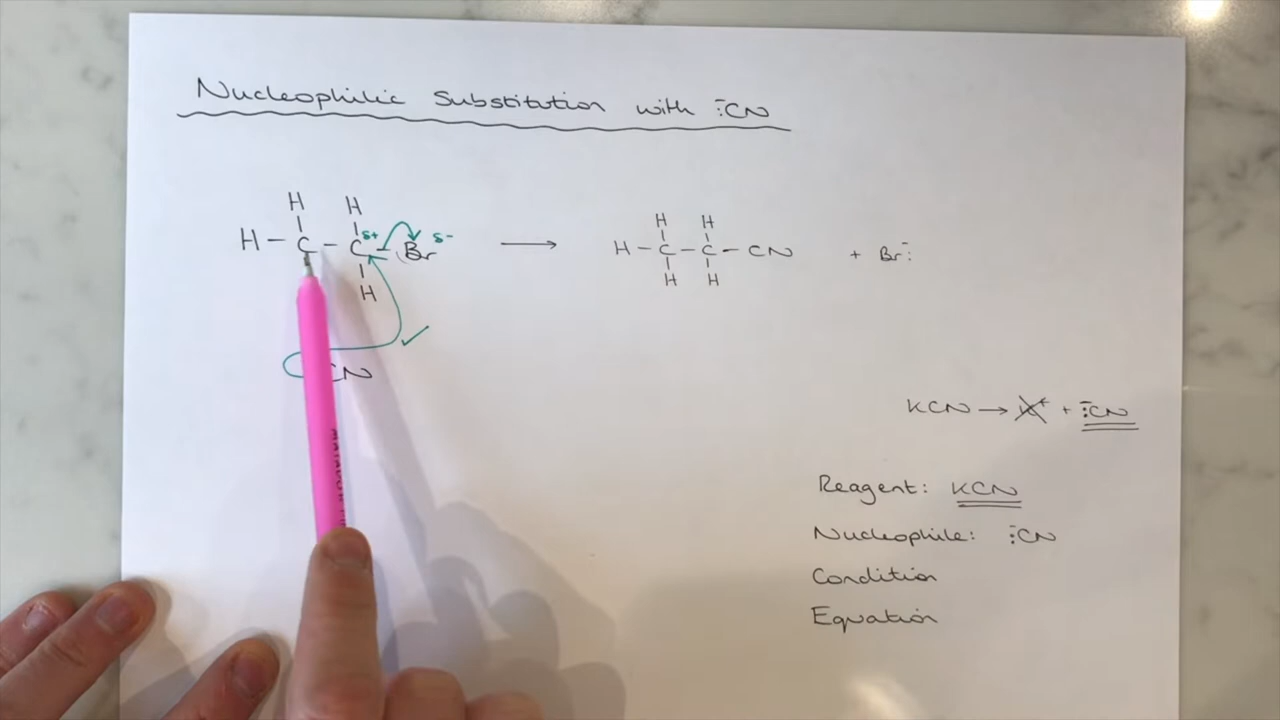 Nucleophilic Substitution with :⁻CN
H H
H – C – C δ+ – Br δ-
H
CN
→
H H
H – C – C – CN + Br:⁻
H H
KCN → K⁺ + :⁻CN
Reagent: KCN
Nucleophile: :⁻CN
Condition
Equation